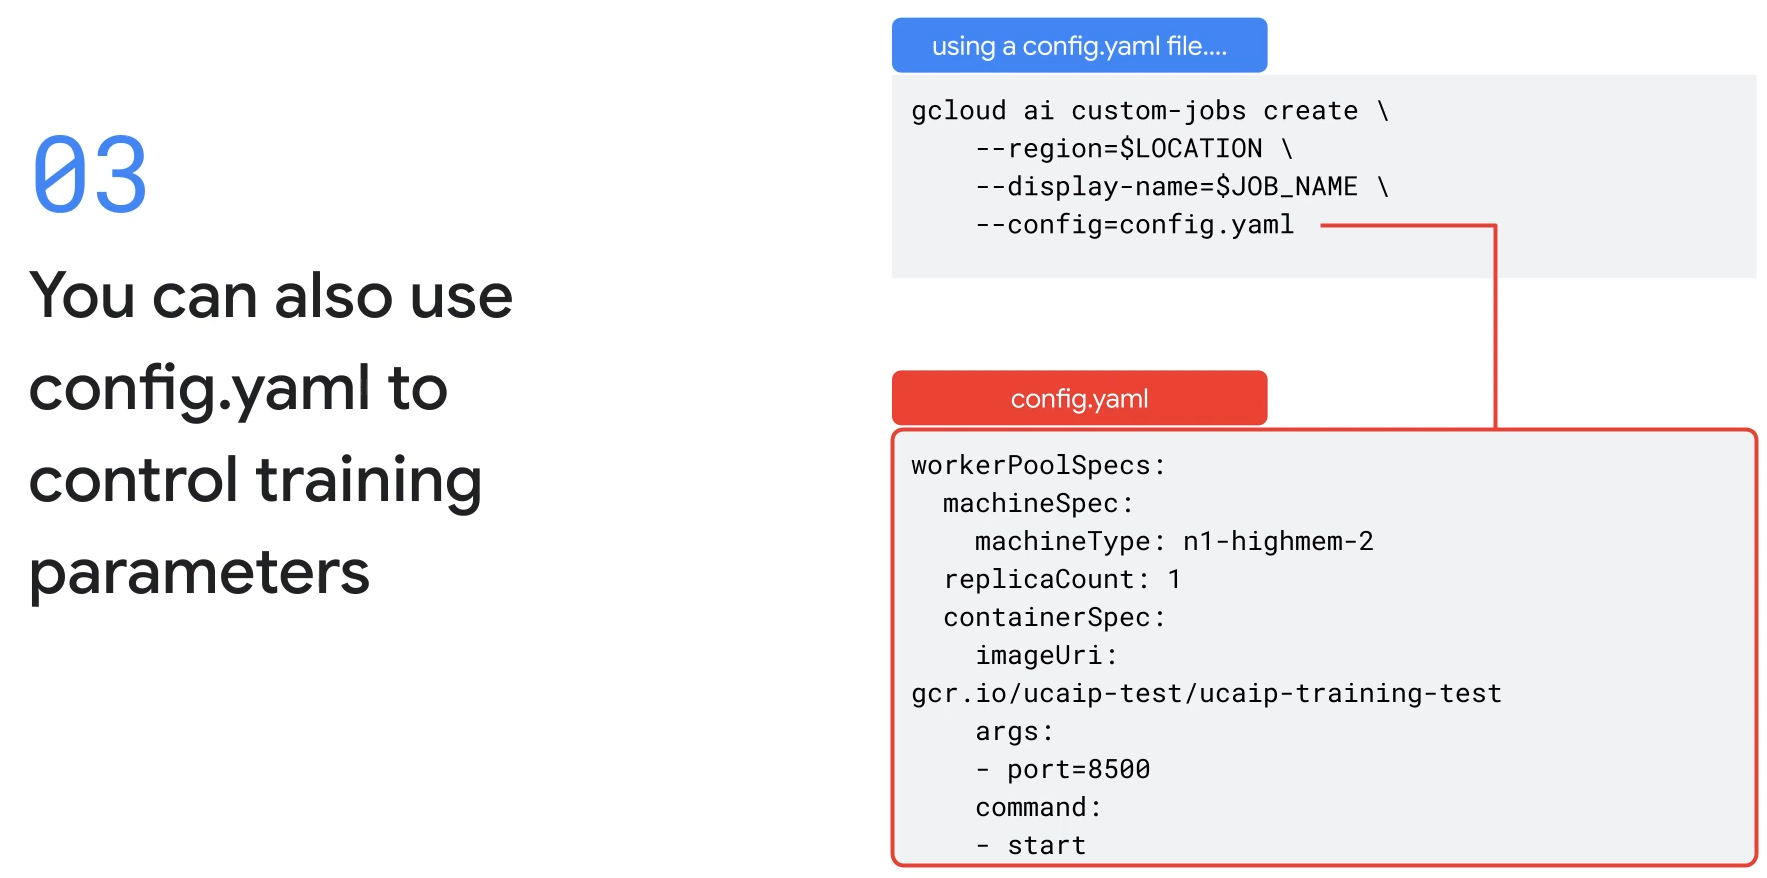 03
You can also use
config.yaml to
control training
parameters
using a config.yaml file....
gcloud ai custom-jobs create \
    --region=$LOCATION \
    --display-name=$JOB_NAME \
    --config=config.yaml
config.yaml
workerPoolSpecs:
  machineSpec:
    machineType: n1-highmem-2
  replicaCount: 1
  containerSpec:
    imageUri:
gcr.io/ucaip-test/ucaip-training-test
    args:
    - port=8500
    command:
    - start